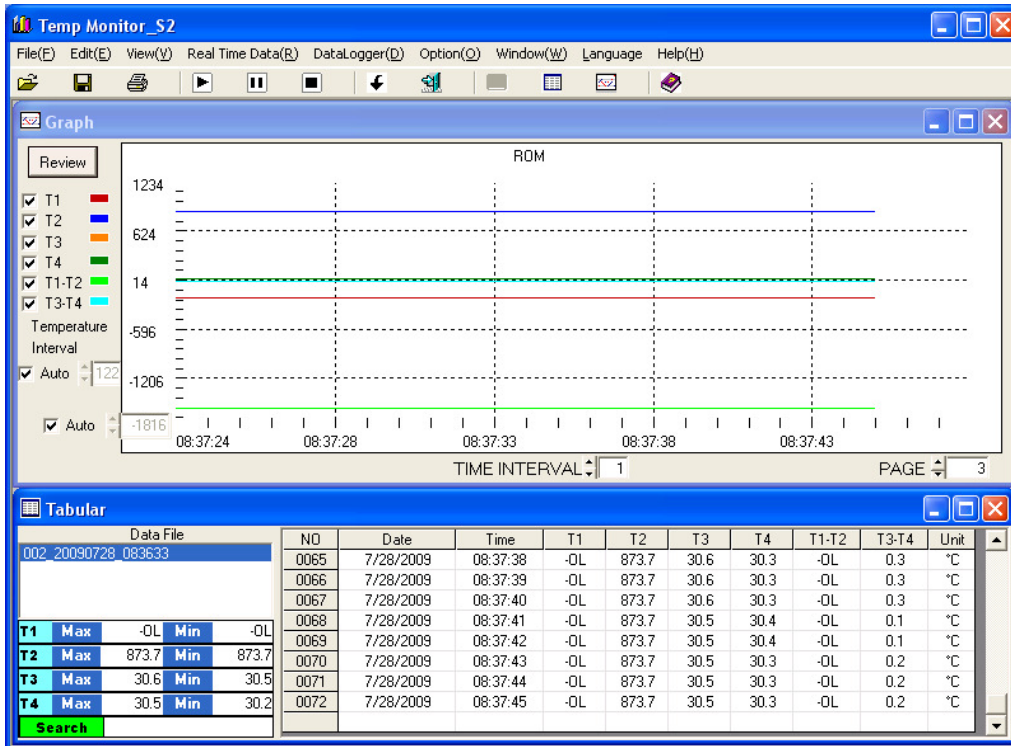 Temp Monitor_S2
File(F) Edit(E) View(V) Real Time Data(R) DataLogger(D) Option(O) Window(W) Language Help(H)
Graph
Review
ROM
T1
T2
T3
T4
T1-T2
T3-T4
Temperature
Interval
Auto 122
Auto -1816
1234
624
14
-596
-1206
08:37:24 08:37:28 08:37:33 08:37:38 08:37:43
TIME INTERVAL 1 PAGE 3
Tabular
Data File
002_20090728_083633
T1 Max -OL Min -OL
T2 Max 873.7 Min 873.7
T3 Max 30.6 Min 30.5
T4 Max 30.5 Min 30.2
Search
NO Date Time T1 T2 T3 T4 T1-T2 T3-T4 Unit
0065 7/28/2009 08:37:38 -OL 873.7 30.6 30.3 -OL 0.3 °C
0066 7/28/2009 08:37:39 -OL 873.7 30.6 30.3 -OL 0.3 °C
0067 7/28/2009 08:37:40 -OL 873.7 30.6 30.3 -OL 0.3 °C
0068 7/28/2009 08:37:41 -OL 873.7 30.5 30.4 -OL 0.1 °C
0069 7/28/2009 08:37:42 -OL 873.7 30.5 30.4 -OL 0.1 °C
0070 7/28/2009 08:37:43 -OL 873.7 30.5 30.3 -OL 0.2 °C
0071 7/28/2009 08:37:44 -OL 873.7 30.5 30.3 -OL 0.2 °C
0072 7/28/2009 08:37:45 -OL 873.7 30.5 30.3 -OL 0.2 °C